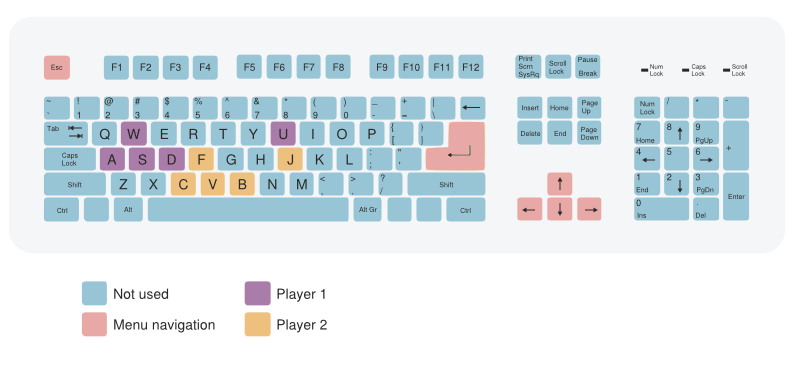 Esc F1 F2 F3 F4 F5 F6 F7 F8 F9 F10 F11 F12 Print Scrn SysRq Scroll Lock Pause Break Num Lock Caps Lock Scroll Lock
~ ` ! 1 @ 2 # 3 $ 4 % 5 ^ 6 & 7 * 8 ( 9 ) 0 _ - + = | \ ← Insert Home Page Up Num Lock / * -
Tab Q W E R T Y U I O P { [ } ] Delete End Page Down 7 Home 8 ↑ 9 PgUp +
Caps Lock A S D F G H J K L : ; " ' 4 ← 5 6 →
Shift Z X C V B N M < , > . ? / Shift ↑ 1 End 2 ↓ 3 PgDn Enter
Ctrl Alt Alt Gr Ctrl ← ↓ → 0 Ins . Del
Not used
Player 1
Menu navigation
Player 2